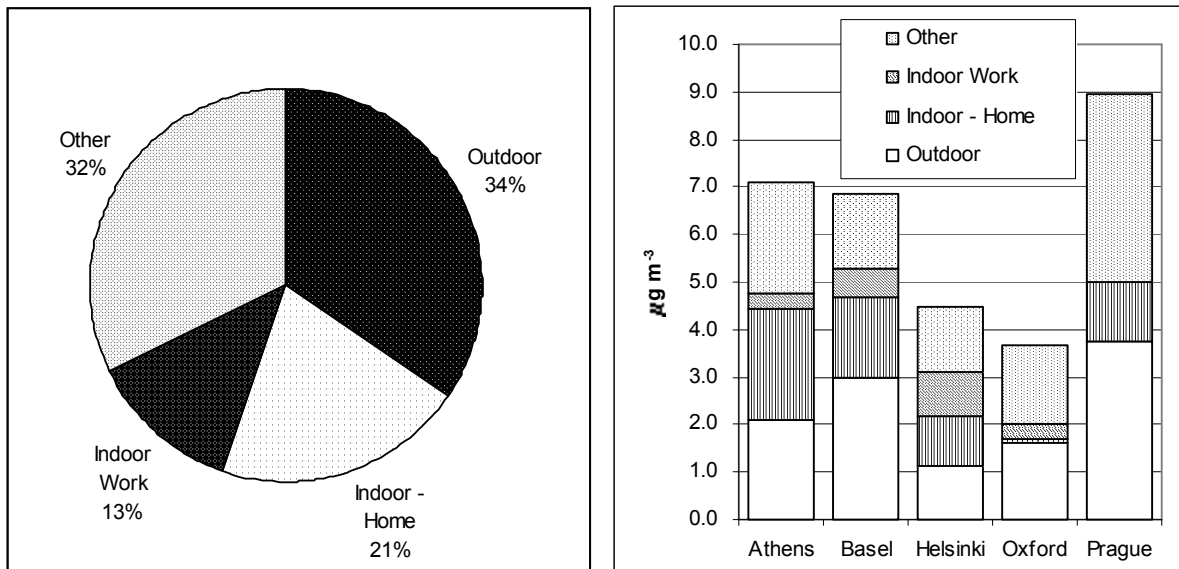 Other
32%
Outdoor
34%
Indoor
Work
13%
Indoor -
Home
21%
10.0
9.0
8.0
7.0
6.0
5.0
4.0
3.0
2.0
1.0
0.0
µg m⁻³
Other
Indoor Work
Indoor - Home
Outdoor
Athens Basel Helsinki Oxford Prague